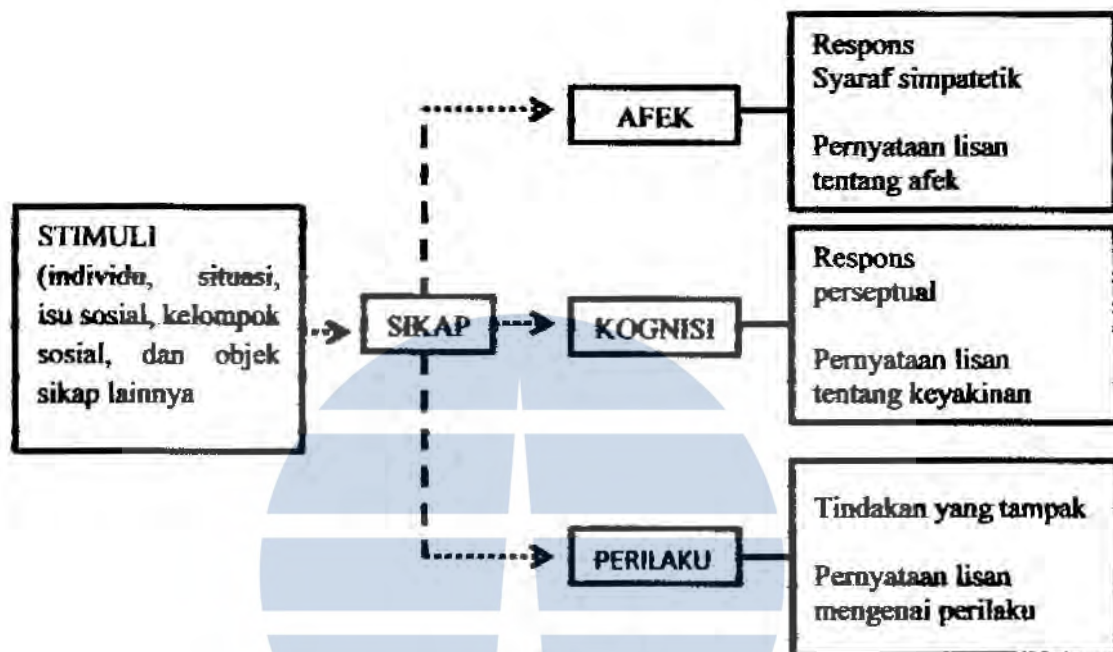 STIMULI
(individu, situasi,
isu sosial, kelompok
sosial, dan objek
sikap lainnya
SIKAP
AFEK
Respons
Syaraf simpatetik
Pernyataan lisan
tentang afek
KOGNISI
Respons
perseptual
Pernyataan lisan
tentang keyakinan
PERILAKU
Tindakan yang tampak
Pernyataan lisan
mengenai perilaku